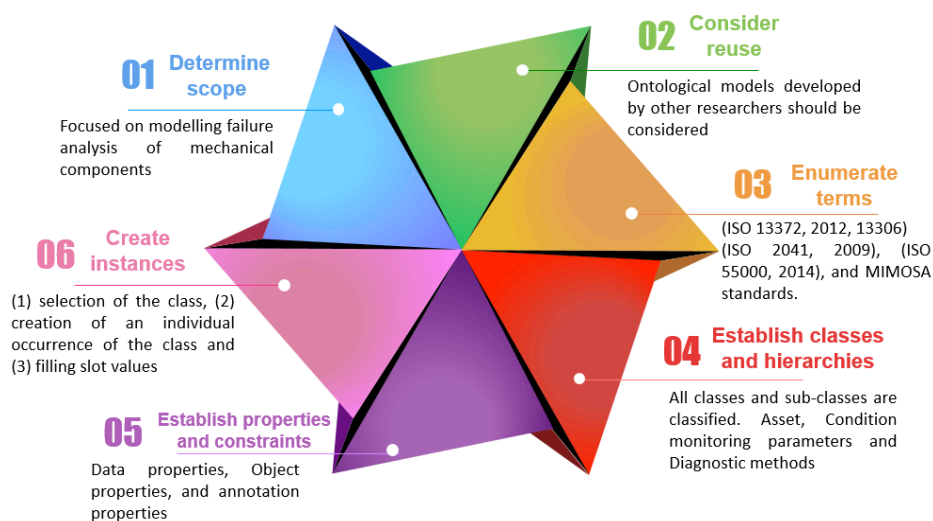 01 Determine
scope
Focused on modelling failure
analysis of mechanical
components
02 Consider
reuse
Ontological models developed
by other researchers should be
considered
03 Enumerate
terms
(ISO 13372, 2012, 13306)
(ISO 2041, 2009), (ISO
55000, 2014), and MIMOSA
standards.
04 Establish classes
and hierarchies
All classes and sub-classes are
classified. Asset, Condition
monitoring parameters and
Diagnostic methods
05 Establish properties
and constraints
Data properties, Object
properties, and annotation
properties
06 Create
instances
(1) selection of the class, (2)
creation of an individual
occurrence of the class and
(3) filling slot values